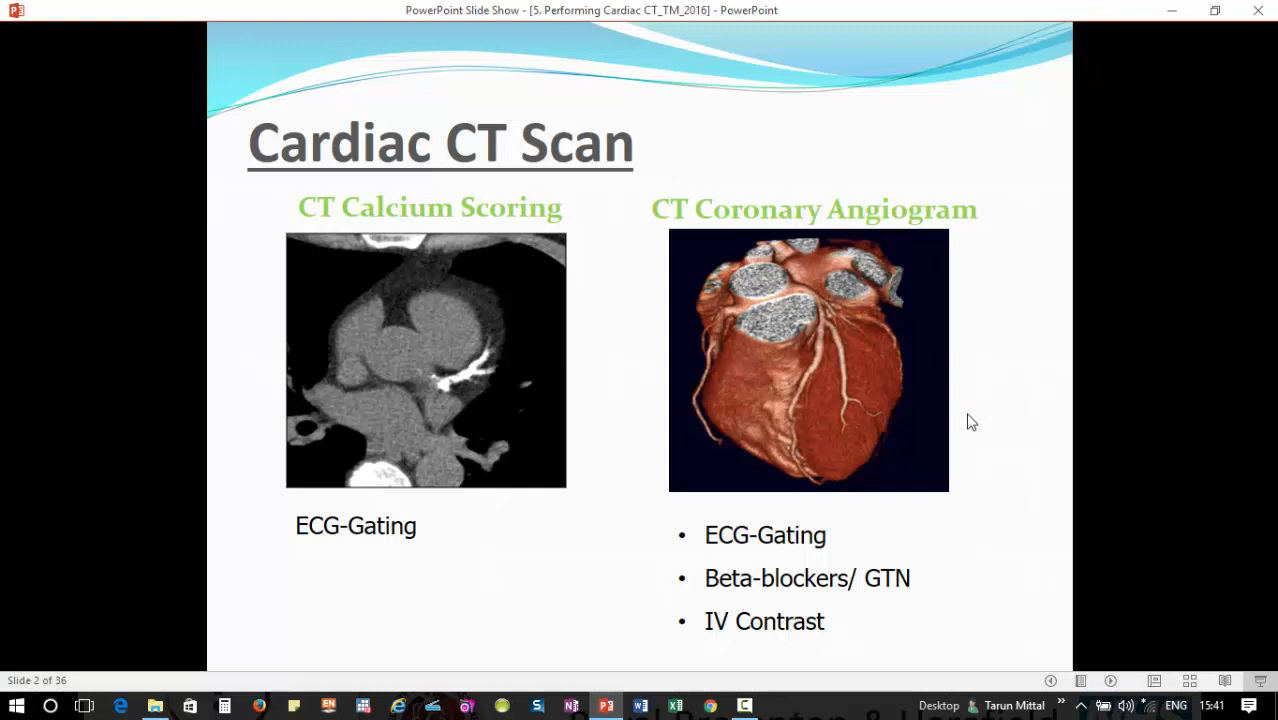 PowerPoint Slide Show - [5. Performing Cardiac CT_TM_2016] - PowerPoint
Cardiac CT Scan
CT Calcium Scoring
CT Coronary Angiogram
ECG-Gating
• ECG-Gating
• Beta-blockers/ GTN
• IV Contrast
Slide 2 of 36
Desktop
Tarun Mittal
ENG
15:41